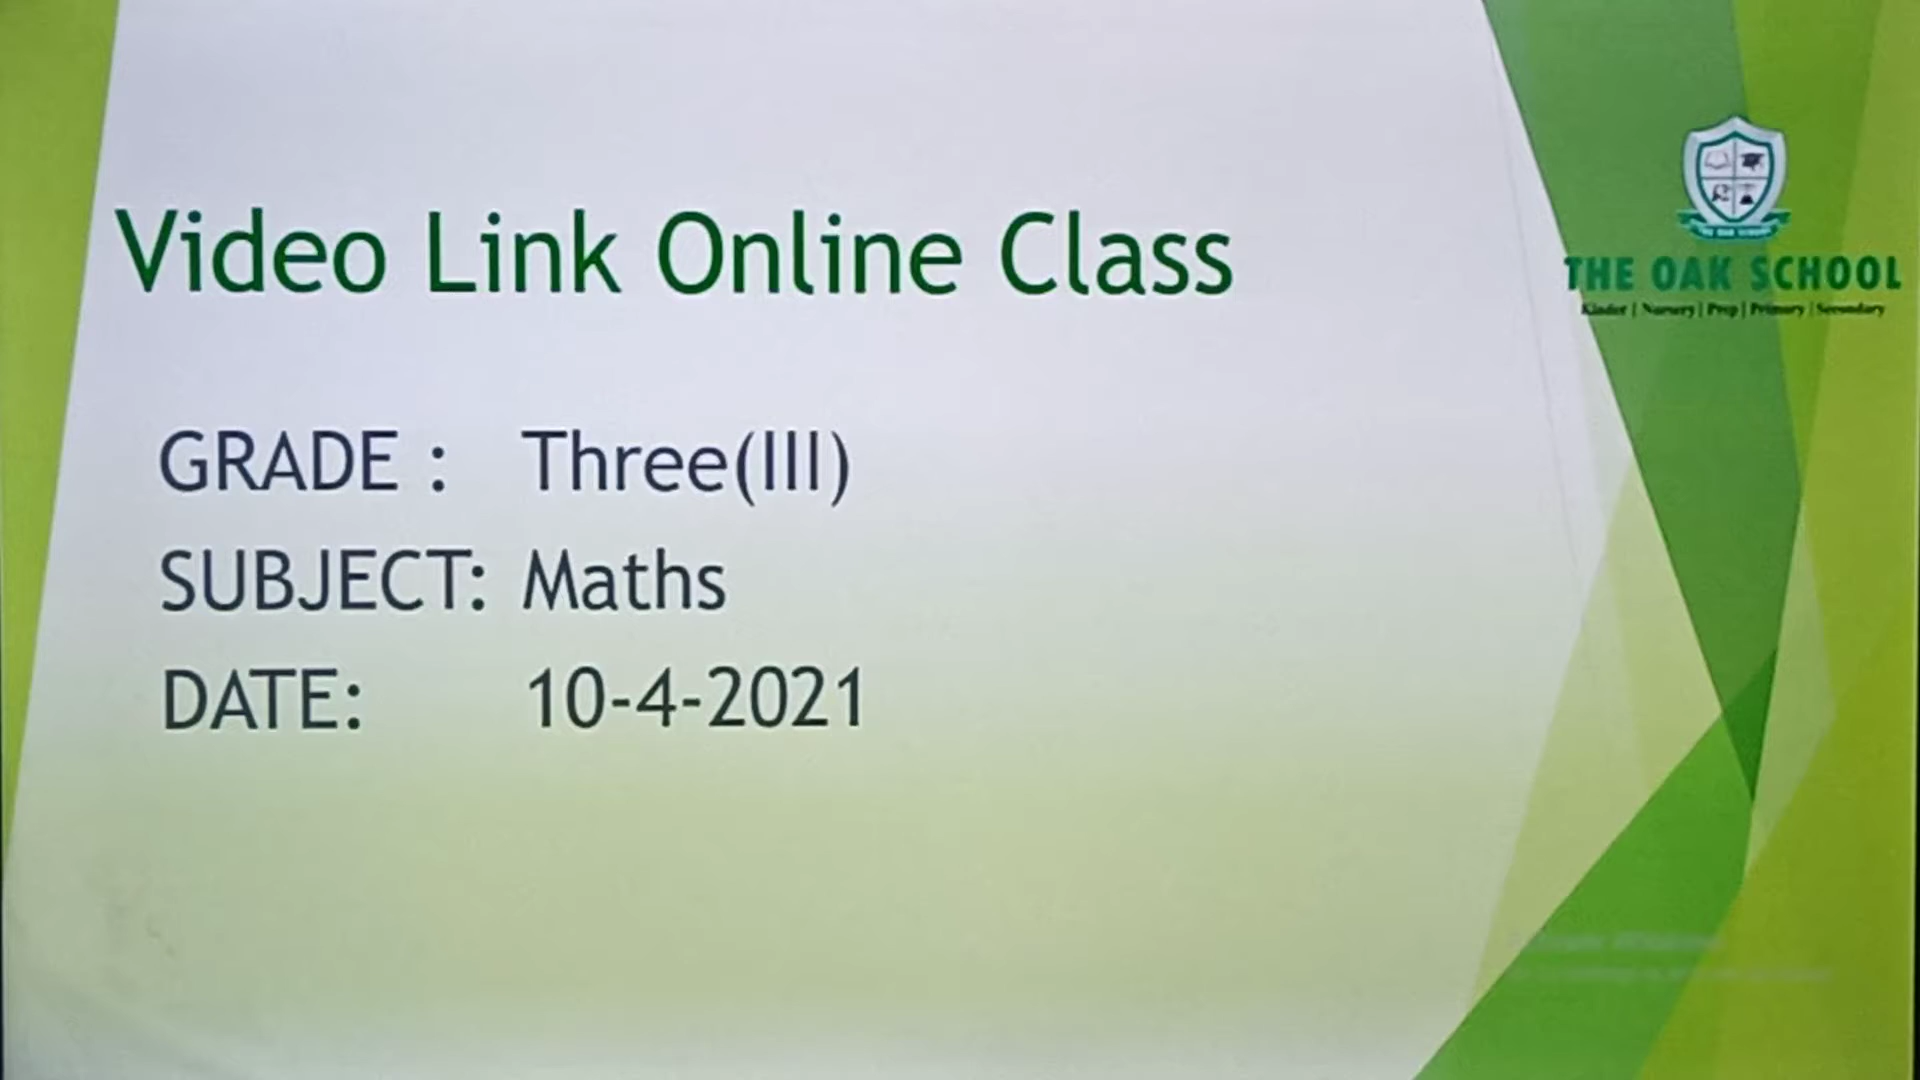 Video Link Online Class
GRADE : Three(III)
SUBJECT: Maths
DATE: 10-4-2021
THE OAK SCHOOL
Kinder | Nursery | Prep | Primary | Secondary